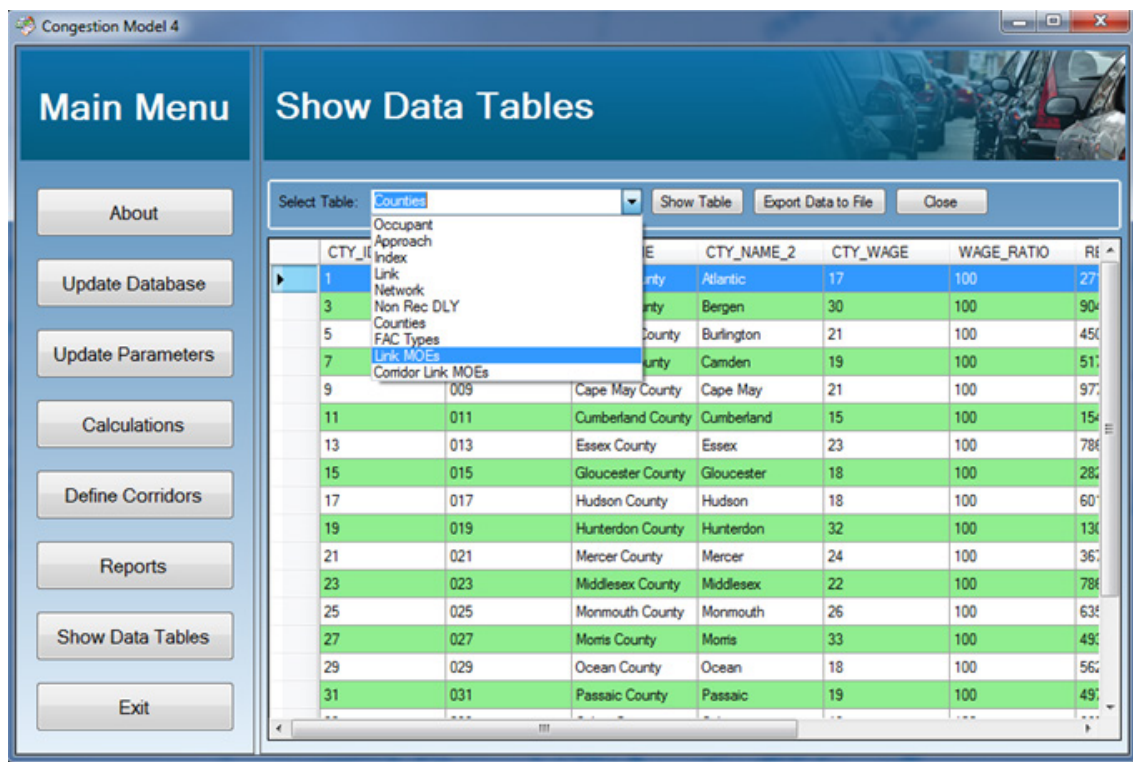 Congestion Model 4
Main Menu
Show Data Tables
About
Update Database
Update Parameters
Calculations
Define Corridors
Reports
Show Data Tables
Exit
Select Table: Counties Show Table Export Data to File Close
Occupant
Approach
Index
Link
Network
Non Rec DLY
Counties
FAC Types
Link MOEs
Corridor Link MOEs
CTY_NAME_2 CTY_WAGE WAGE_RATIO
1 Atlantic 17 100
3 Bergen 30 100
5 Burlington 21 100
7 Camden 19 100
9 009 Cape May County Cape May 21 100
11 011 Cumberland County Cumberland 15 100
13 013 Essex County Essex 23 100
15 015 Gloucester County Gloucester 18 100
17 017 Hudson County Hudson 18 100
19 019 Hunterdon County Hunterdon 32 100
21 021 Mercer County Mercer 24 100
23 023 Middlesex County Middlesex 22 100
25 025 Monmouth County Monmouth 26 100
27 027 Morris County Morris 33 100
29 029 Ocean County Ocean 18 100
31 031 Passaic County Passaic 19 100